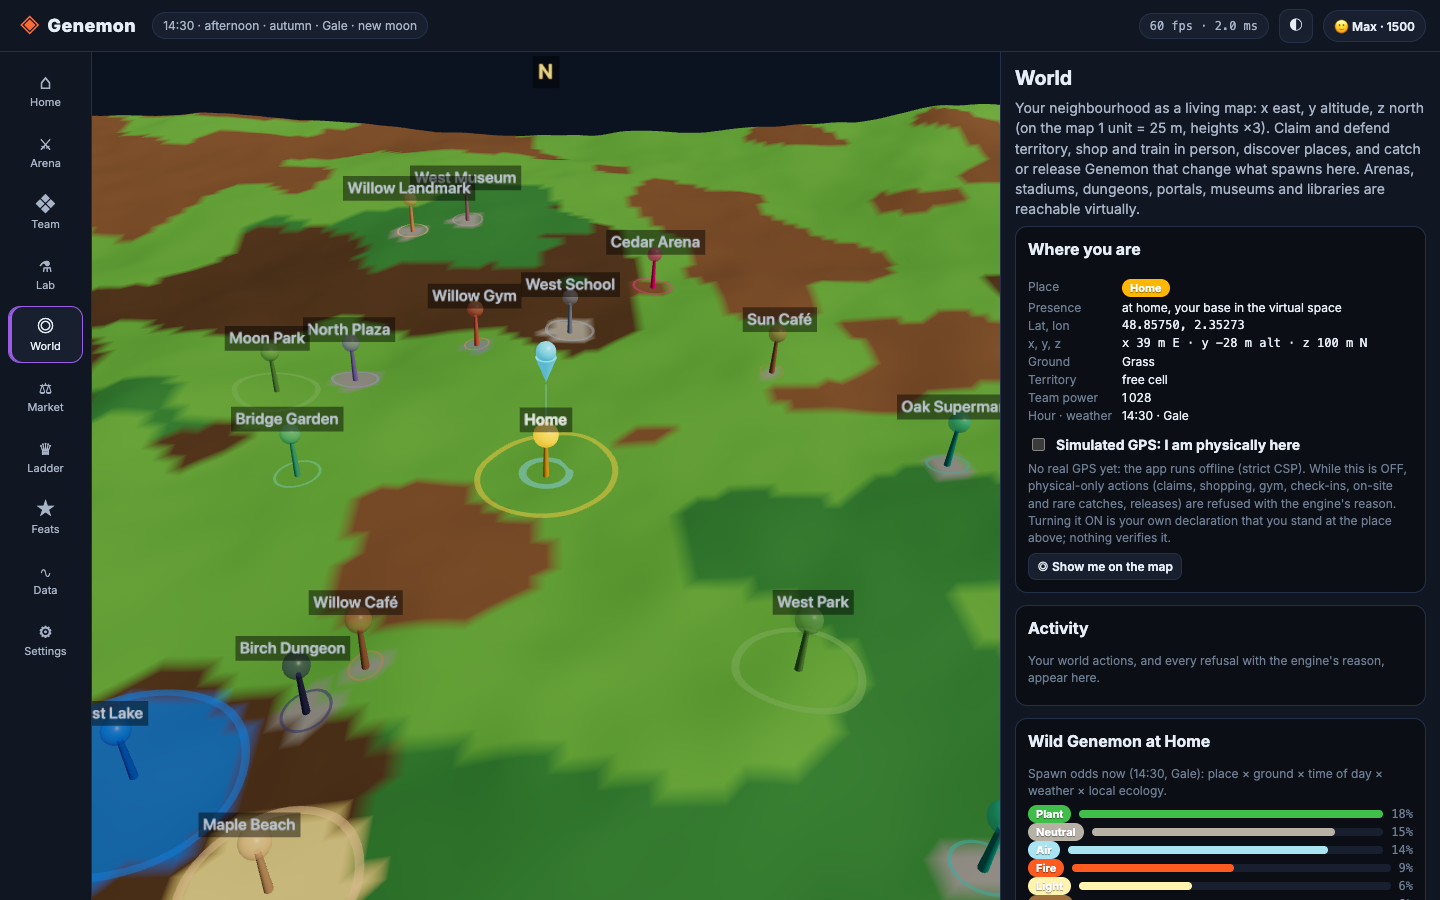 Genemon
14:30 · afternoon · autumn · Gale · new moon
60 fps · 2.0 ms
Max · 1500
Home
Arena
Team
Lab
World
Market
Ladder
Feats
Data
Settings
N
West Museum
Willow Landmark
Cedar Arena
West School
Willow Gym
Sun Café
North Plaza
Moon Park
Bridge Garden
Home
Oak Superma
Willow Café
West Park
Birch Dungeon
st Lake
Maple Beach
World
Your neighbourhood as a living map: x east, y altitude, z north
(on the map 1 unit = 25 m, heights ×3). Claim and defend
territory, shop and train in person, discover places, and catch
or release Genemon that change what spawns here. Arenas,
stadiums, dungeons, portals, museums and libraries are
reachable virtually.
Where you are
Place Home
Presence at home, your base in the virtual space
Lat, lon 48.85750, 2.35273
x, y, z x 39 m E · y −28 m alt · z 100 m N
Ground Grass
Territory free cell
Team power 1028
Hour · weather 14:30 · Gale
Simulated GPS: I am physically here
No real GPS yet: the app runs offline (strict CSP). While this is OFF,
physical-only actions (claims, shopping, gym, check-ins, on-site
and rare catches, releases) are refused with the engine's reason.
Turning it ON is your own declaration that you stand at the place
above; nothing verifies it.
Show me on the map
Activity
Your world actions, and every refusal with the engine's reason,
appear here.
Wild Genemon at Home
Spawn odds now (14:30, Gale): place × ground × time of day ×
weather × local ecology.
Plant 18%
Neutral 15%
Air 14%
Fire 9%
Light 6%